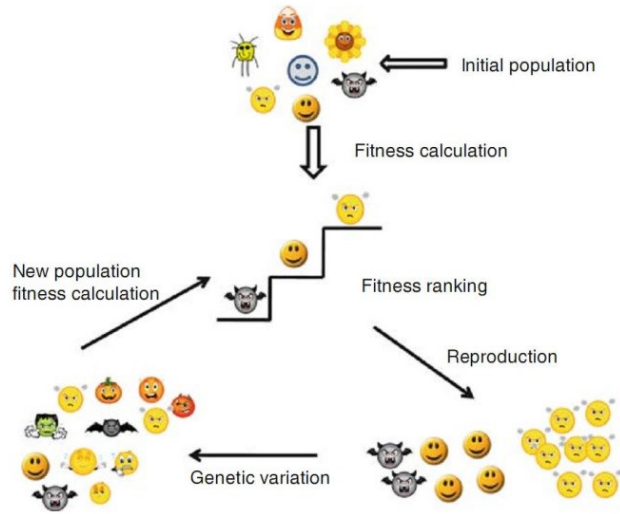 Initial population
Fitness calculation
New population
fitness calculation
Fitness ranking
Reproduction
Genetic variation